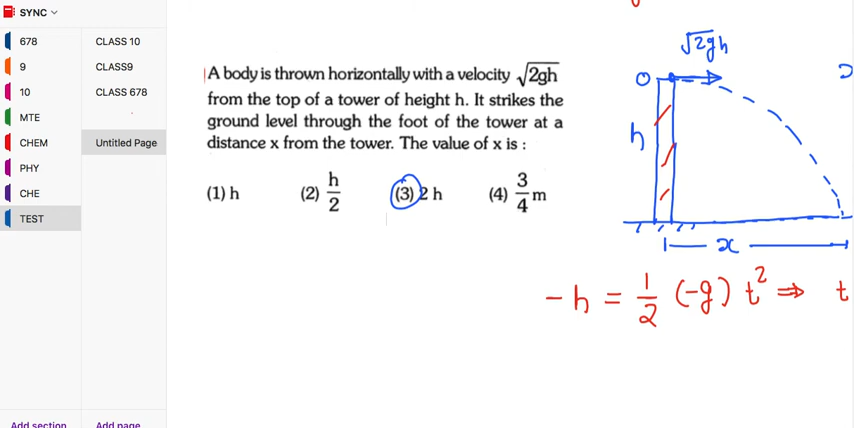 SYNC
678
9
10
MTE
CHEM
PHY
CHE
TEST
Add section
CLASS 10
CLASS9
CLASS 678
Untitled Page
Add page
A body is thrown horizontally with a velocity √2gh
from the top of a tower of height h. It strikes the
ground level through the foot of the tower at a
distance x from the tower. The value of x is :
(1) h (2) h/2 (3) 2 h (4) 3/4 m
√2gh
O
h
x
- h = 1/2 (-g) t² ⇒ t